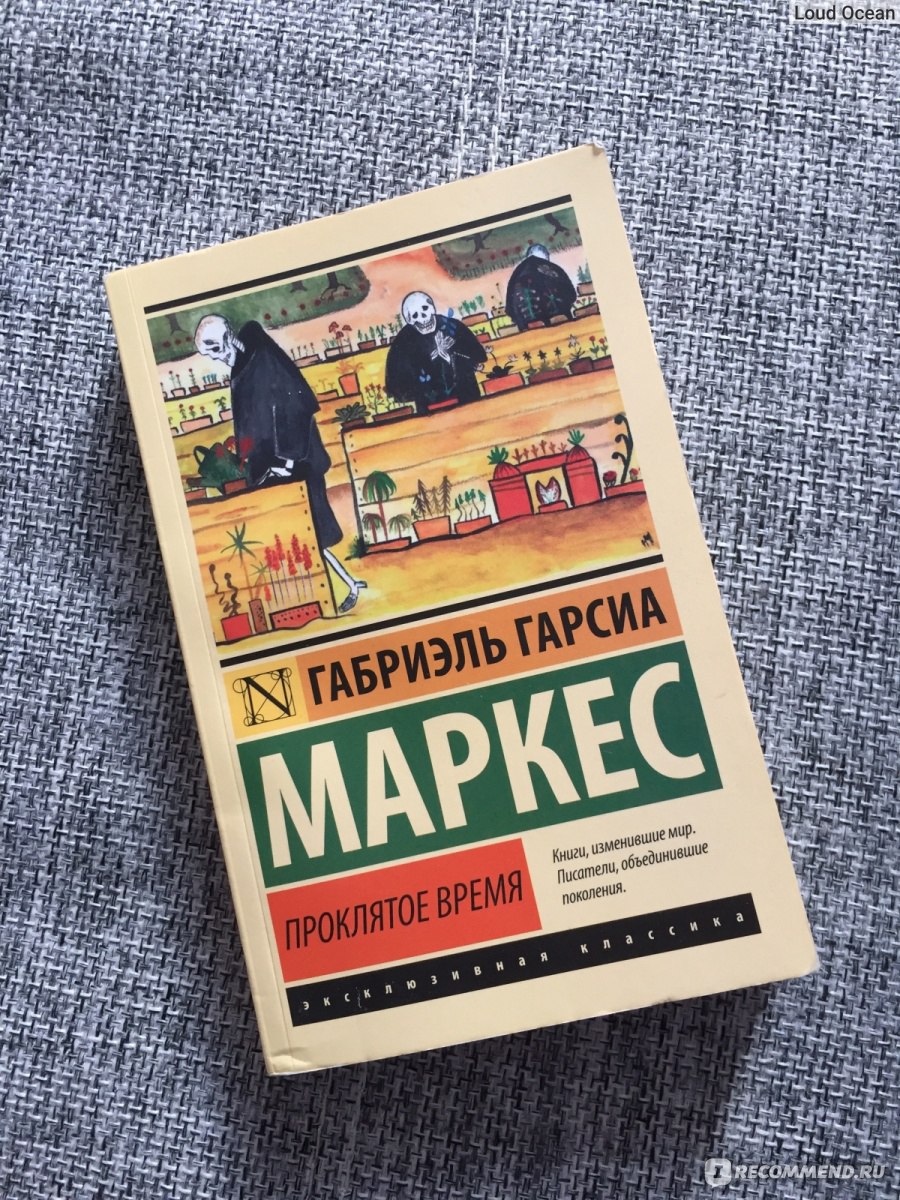 Loud Ocean
N
ГАБРИЭЛЬ ГАРСИА
МАРКЕС
ПРОКЛЯТОЕ ВРЕМЯ
Книги, изменившие мир.
Писатели, объединившие
поколения.
эксклюзивная классика
RECOMMEND.RU